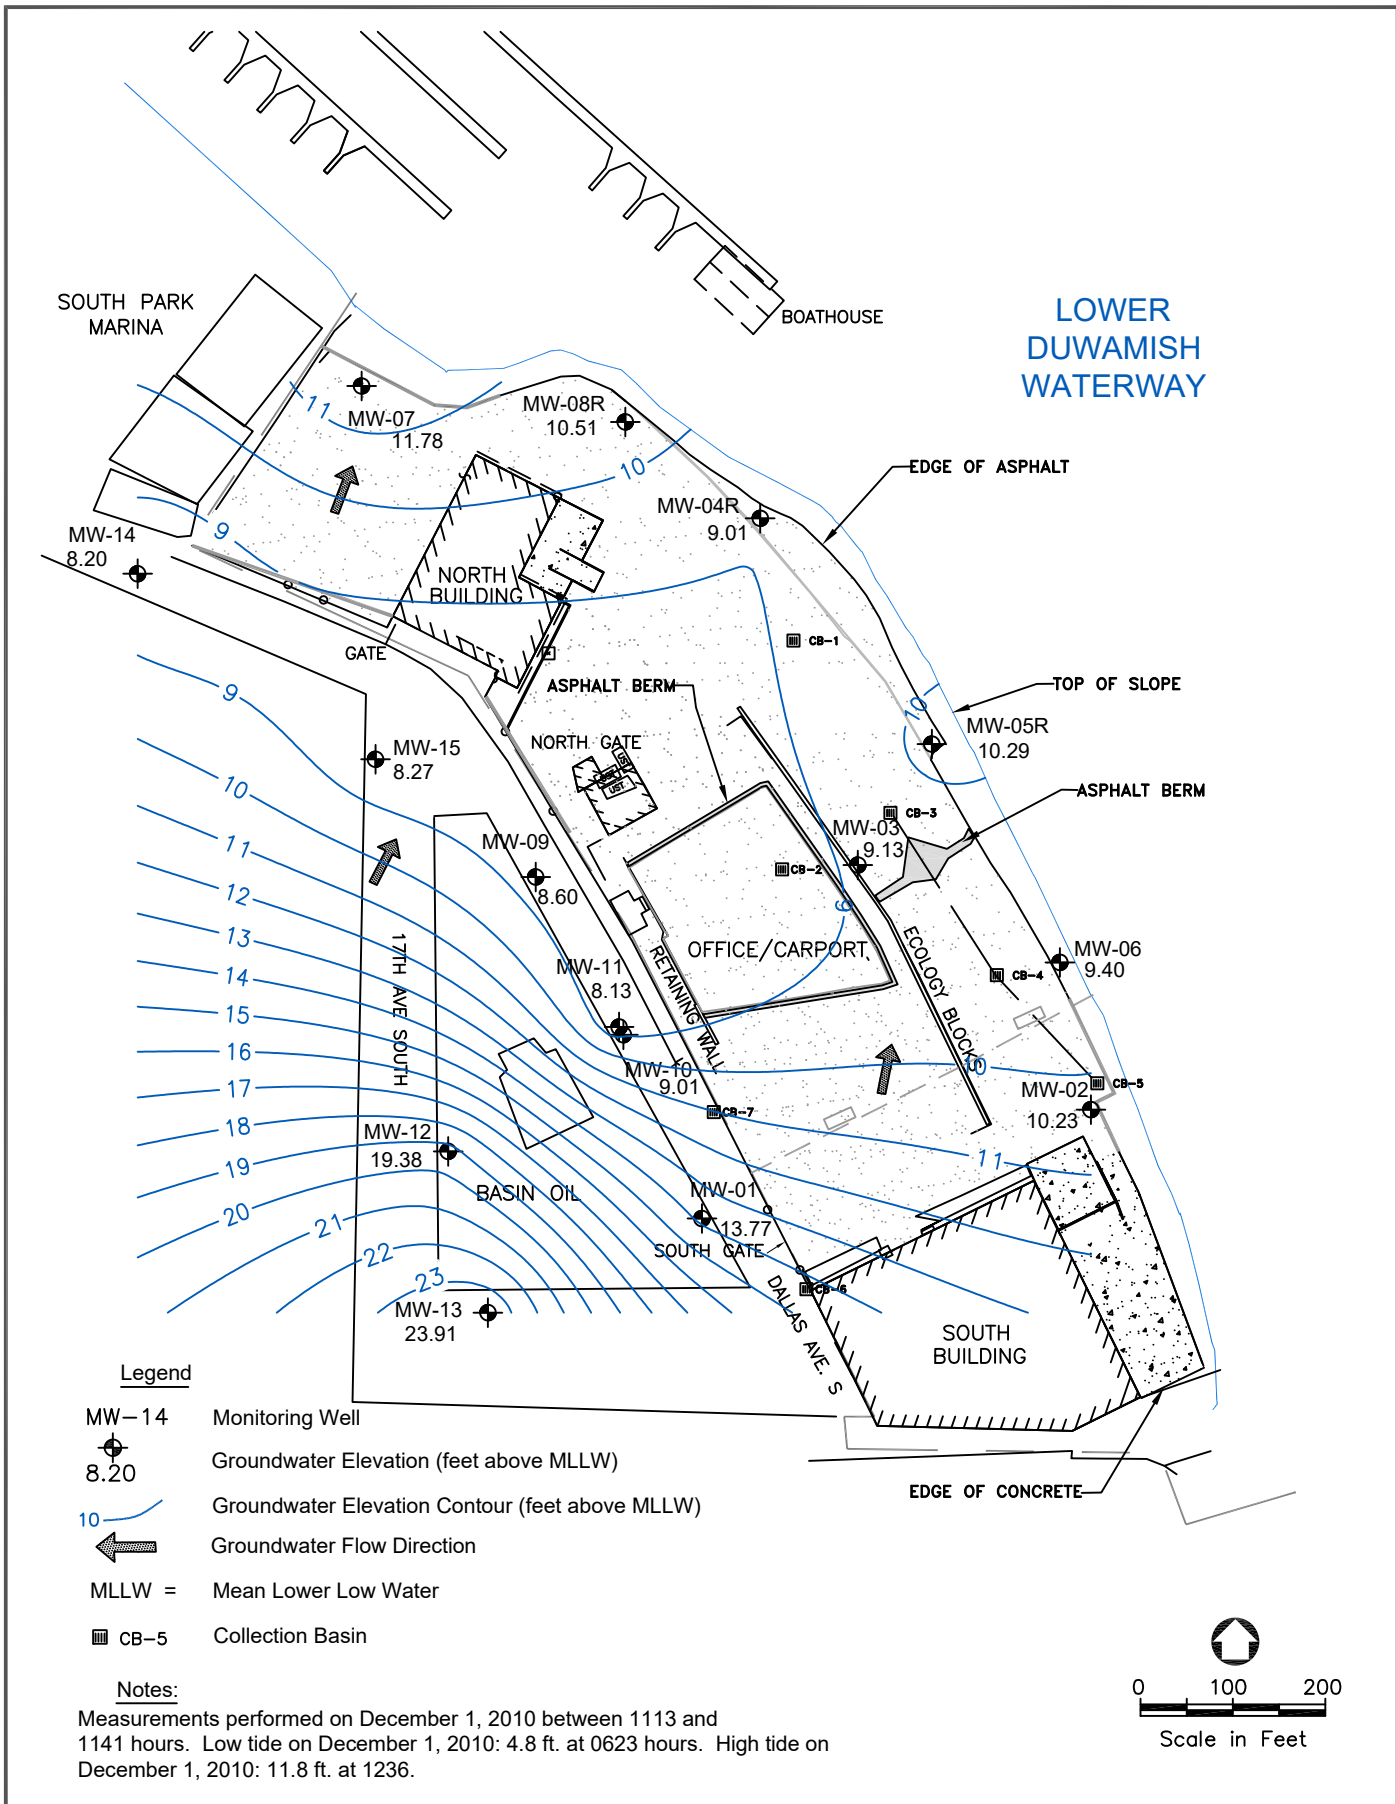 SOUTH PARK
MARINA
BOATHOUSE
LOWER
DUWAMISH
WATERWAY
11
MW-07
11.78
MW-08R
10.51
10
EDGE OF ASPHALT
MW-04R
9.01
9
MW-14
8.20
NORTH
BUILDING
GATE
CB-1
ASPHALT BERM
TOP OF SLOPE
9
10
MW-05R
10.29
NORTH GATE
UST
UST
MW-15
8.27
10
ASPHALT BERM
CB-3
11
MW-09
8.60
MW-03
9.13
CB-2
12
9
13
17TH AVE SOUTH
RETAINING WALL
OFFICE/CARPORT
ECOLOGY BLOCKS
MW-06
9.40
CB-4
14
MW-11
8.13
15
16
MW-10
9.01
10
17
CB-5
CB-7
MW-02
10.23
18
MW-12
19.38
19
11
BASIN OIL
MW-01
13.77
20
21
SOUTH GATE
22
23
CB-6
MW-13
23.91
DALLAS AVE. S
SOUTH
BUILDING
EDGE OF CONCRETE
Legend
MW-14
Monitoring Well
8.20
Groundwater Elevation (feet above MLLW)
10
Groundwater Elevation Contour (feet above MLLW)
Groundwater Flow Direction
MLLW = Mean Lower Low Water
CB-5 Collection Basin
Notes:
Measurements performed on December 1, 2010 between 1113 and
1141 hours. Low tide on December 1, 2010: 4.8 ft. at 0623 hours. High tide on
December 1, 2010: 11.8 ft. at 1236.
0 100 200
Scale in Feet